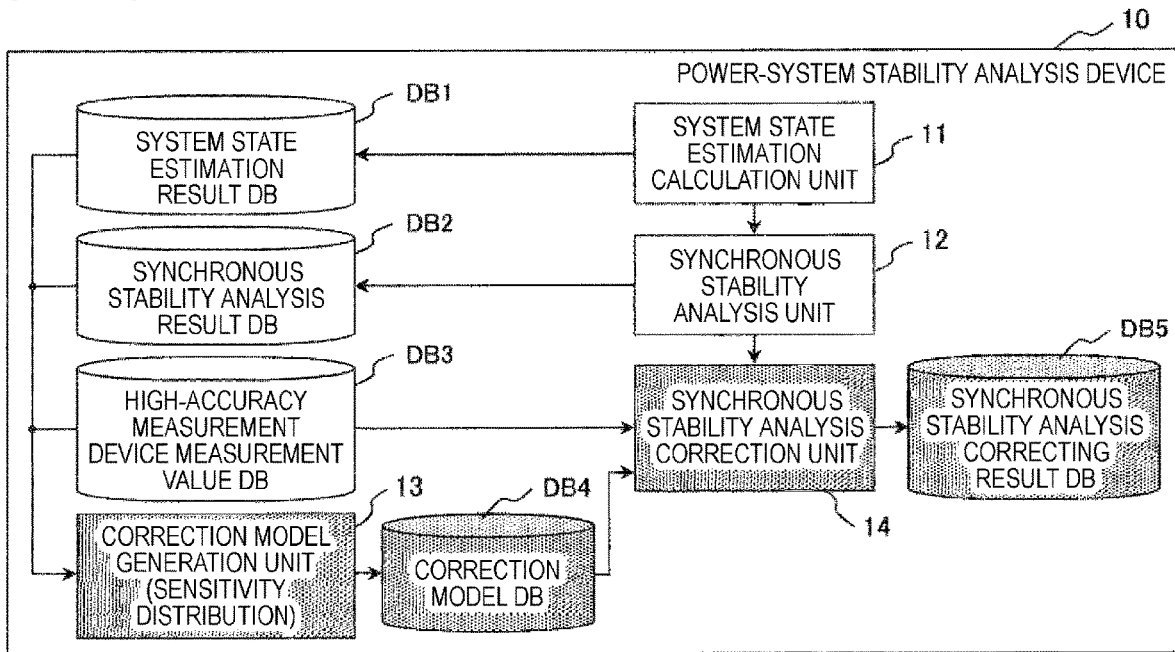 10
POWER-SYSTEM STABILITY ANALYSIS DEVICE
DB1
SYSTEM STATE
ESTIMATION
RESULT DB
SYSTEM STATE
ESTIMATION
CALCULATION UNIT
11
DB2
SYNCHRONOUS
STABILITY ANALYSIS
RESULT DB
SYNCHRONOUS
STABILITY
ANALYSIS UNIT
12
DB3
HIGH-ACCURACY
MEASUREMENT
DEVICE MEASUREMENT
VALUE DB
SYNCHRONOUS
STABILITY ANALYSIS
CORRECTION UNIT
14
DB5
SYNCHRONOUS
STABILITY ANALYSIS
CORRECTING
RESULT DB
13
CORRECTION MODEL
GENERATION UNIT
(SENSITIVITY
DISTRIBUTION)
DB4
CORRECTION
MODEL DB